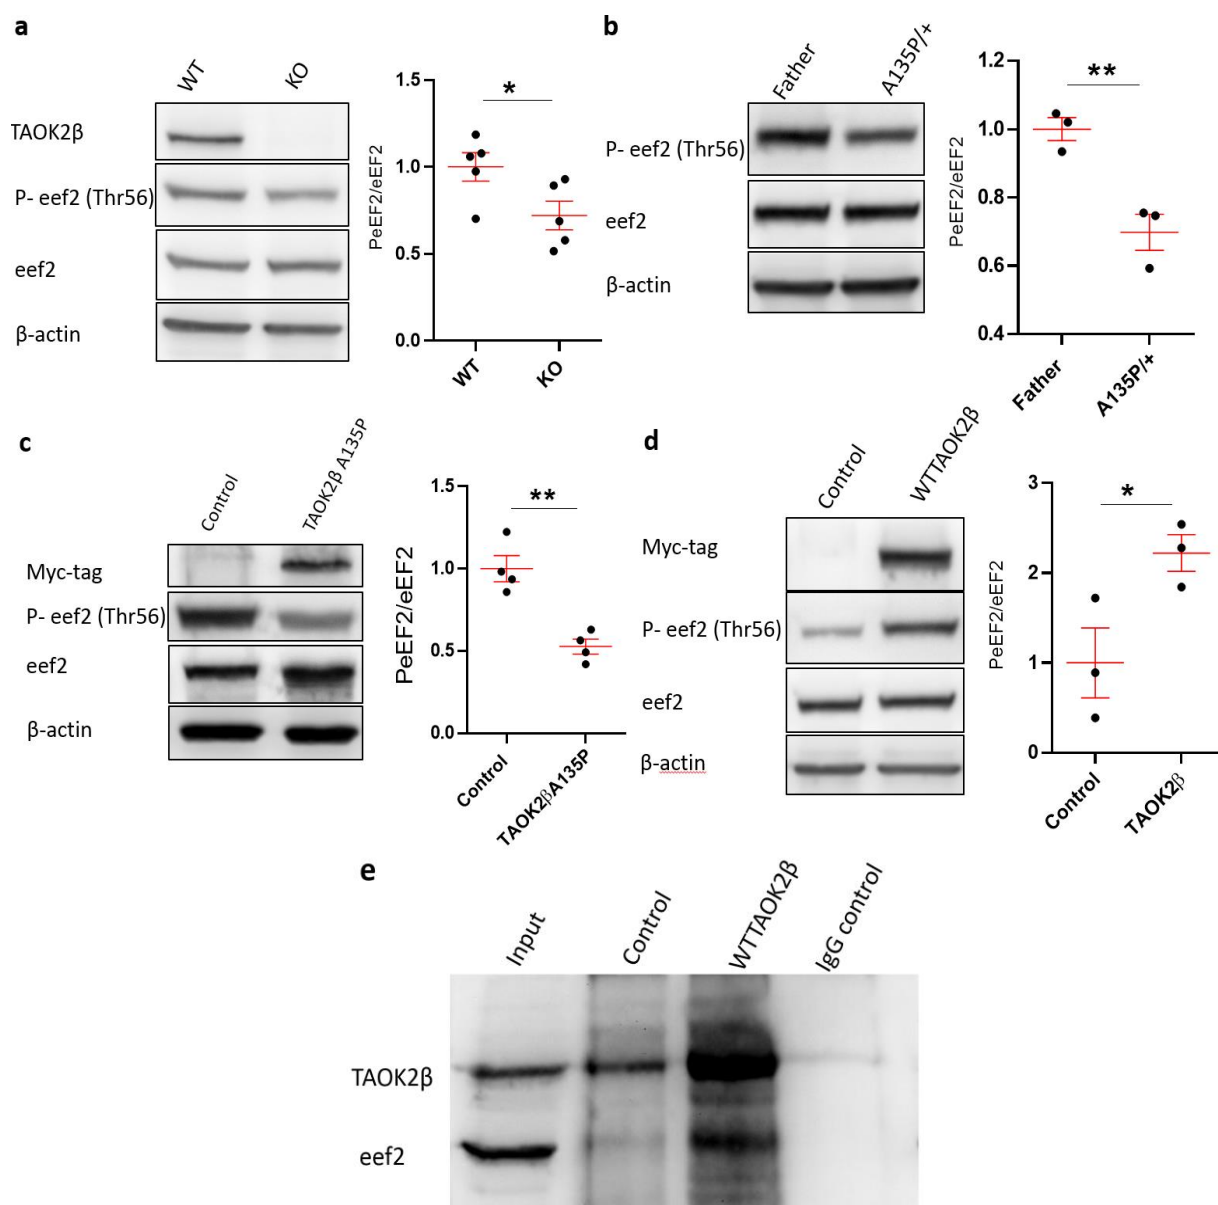 a
WT
KO
TAOK2β
P- eef2 (Thr56)
eef2
β-actin
PeEF2/eEF2
1.5
1.0
0.5
0.0
*
WT
KO
b
Father
A135P/+
P- eef2 (Thr56)
eef2
β-actin
PeEF2/eEF2
1.2
1.0
0.8
0.6
0.4
**
Father
A135P/+
c
Control
TAOK2β A135P
Myc-tag
P- eef2 (Thr56)
eef2
β-actin
PeEF2/eEF2
1.5
1.0
0.5
0.0
**
Control
TAOK2βA135P
d
Control
WTTAOK2β
Myc-tag
P- eef2 (Thr56)
eef2
β-actin
PeEF2/eEF2
3
2
1
0
*
Control
TAOK2β
e
Input
Control
WTTAOK2β
IgG control
TAOK2β
eef2